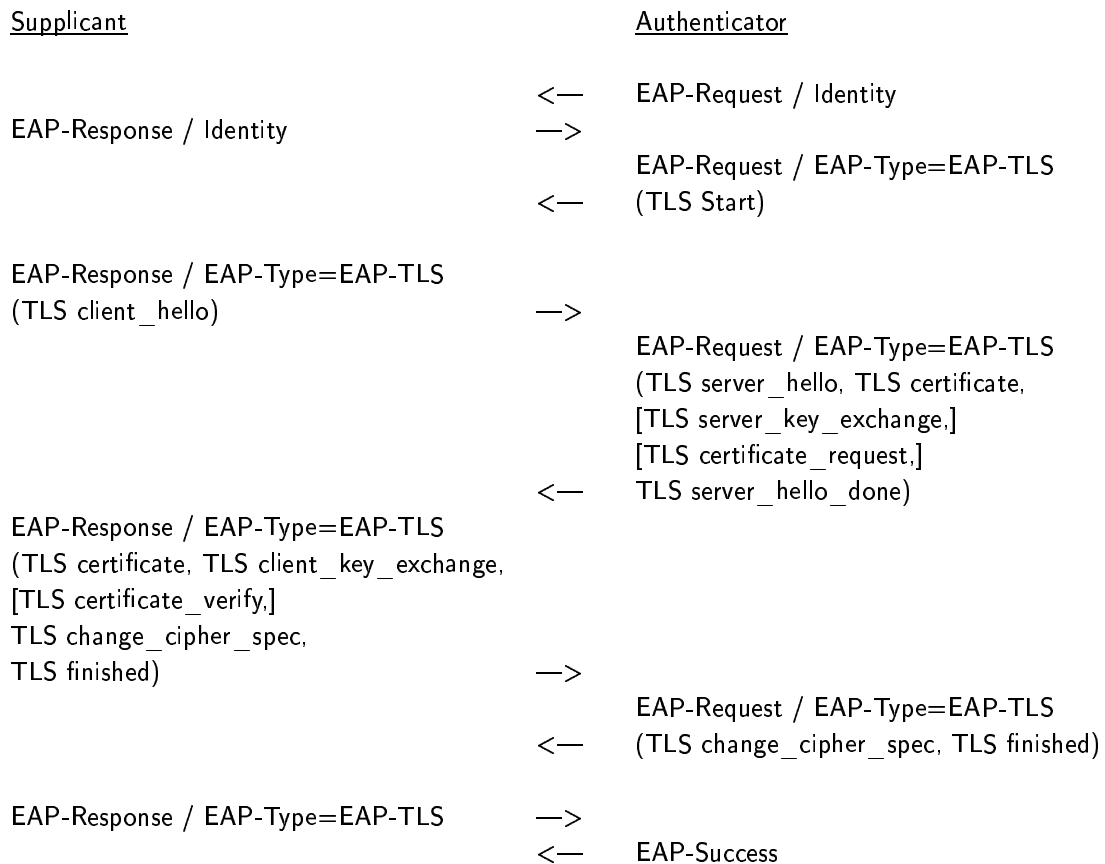 Supplicant Authenticator
<— EAP-Request / Identity
EAP-Response / Identity —>
EAP-Request / EAP-Type=EAP-TLS
<— (TLS Start)
EAP-Response / EAP-Type=EAP-TLS
(TLS client_hello) —>
EAP-Request / EAP-Type=EAP-TLS
(TLS server_hello, TLS certificate,
[TLS server_key_exchange,]
[TLS certificate_request,]
<— TLS server_hello_done)
EAP-Response / EAP-Type=EAP-TLS
(TLS certificate, TLS client_key_exchange,
[TLS certificate_verify,]
TLS change_cipher_spec,
TLS finished) —>
EAP-Request / EAP-Type=EAP-TLS
<— (TLS change_cipher_spec, TLS finished)
EAP-Response / EAP-Type=EAP-TLS —>
<— EAP-Success